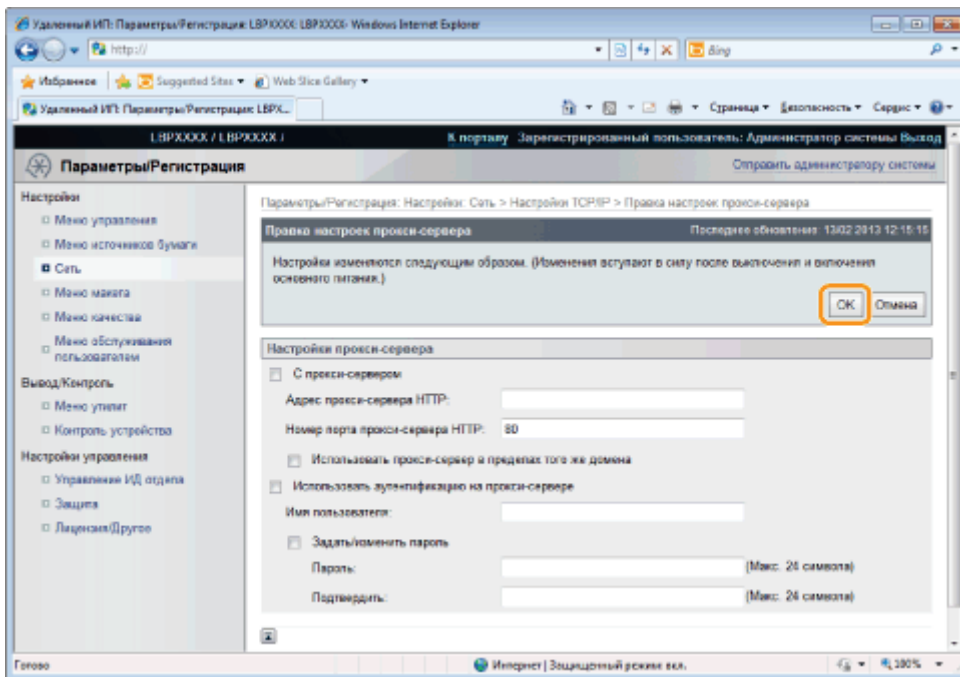 Удаленный ИП: Параметры/Регистрация: LBPXXXX: LBPXXXX- Windows Internet Explorer
http://
Bing
Избранное Suggested Sites Web Slice Gallery
Удаленный ИП: Параметры/Регистрация: LBPX... Страница Безопасность Сервис
LBPXXXX / LBPXXXX / К порталу Зарегистрированный пользователь: Администратор системы Выход
Параметры/Регистрация Отправить администратору системы
Настройки
Меню управления
Меню источников бумаги
Сеть
Меню макета
Меню качества
Меню обслуживания
пользователем
Вывод/Контроль
Меню утилит
Контроль устройства
Настройки управления
Управление ИД отдела
Защита
Лицензия/Другое
Параметры/Регистрация: Настройки: Сеть > Настройки TCP/IP > Правка настроек прокси-сервера
Правка настроек прокси-сервера Последнее обновление: 13/02 2013 12:15:15
Настройки изменяются следующим образом. (Изменения вступают в силу после выключения и включения
основного питания.)
OK Отмена
Настройки прокси-сервера
С прокси-сервером
Адрес прокси-сервера HTTP:
Номер порта прокси-сервера HTTP: 80
Использовать прокси-сервер в пределах того же домена
Использовать аутентификацию на прокси-сервере
Имя пользователя:
Задать/изменить пароль
Пароль: (Макс. 24 символа)
Подтвердить: (Макс. 24 символа)
Готово Интернет | Защищенный режим: вкл. 100%